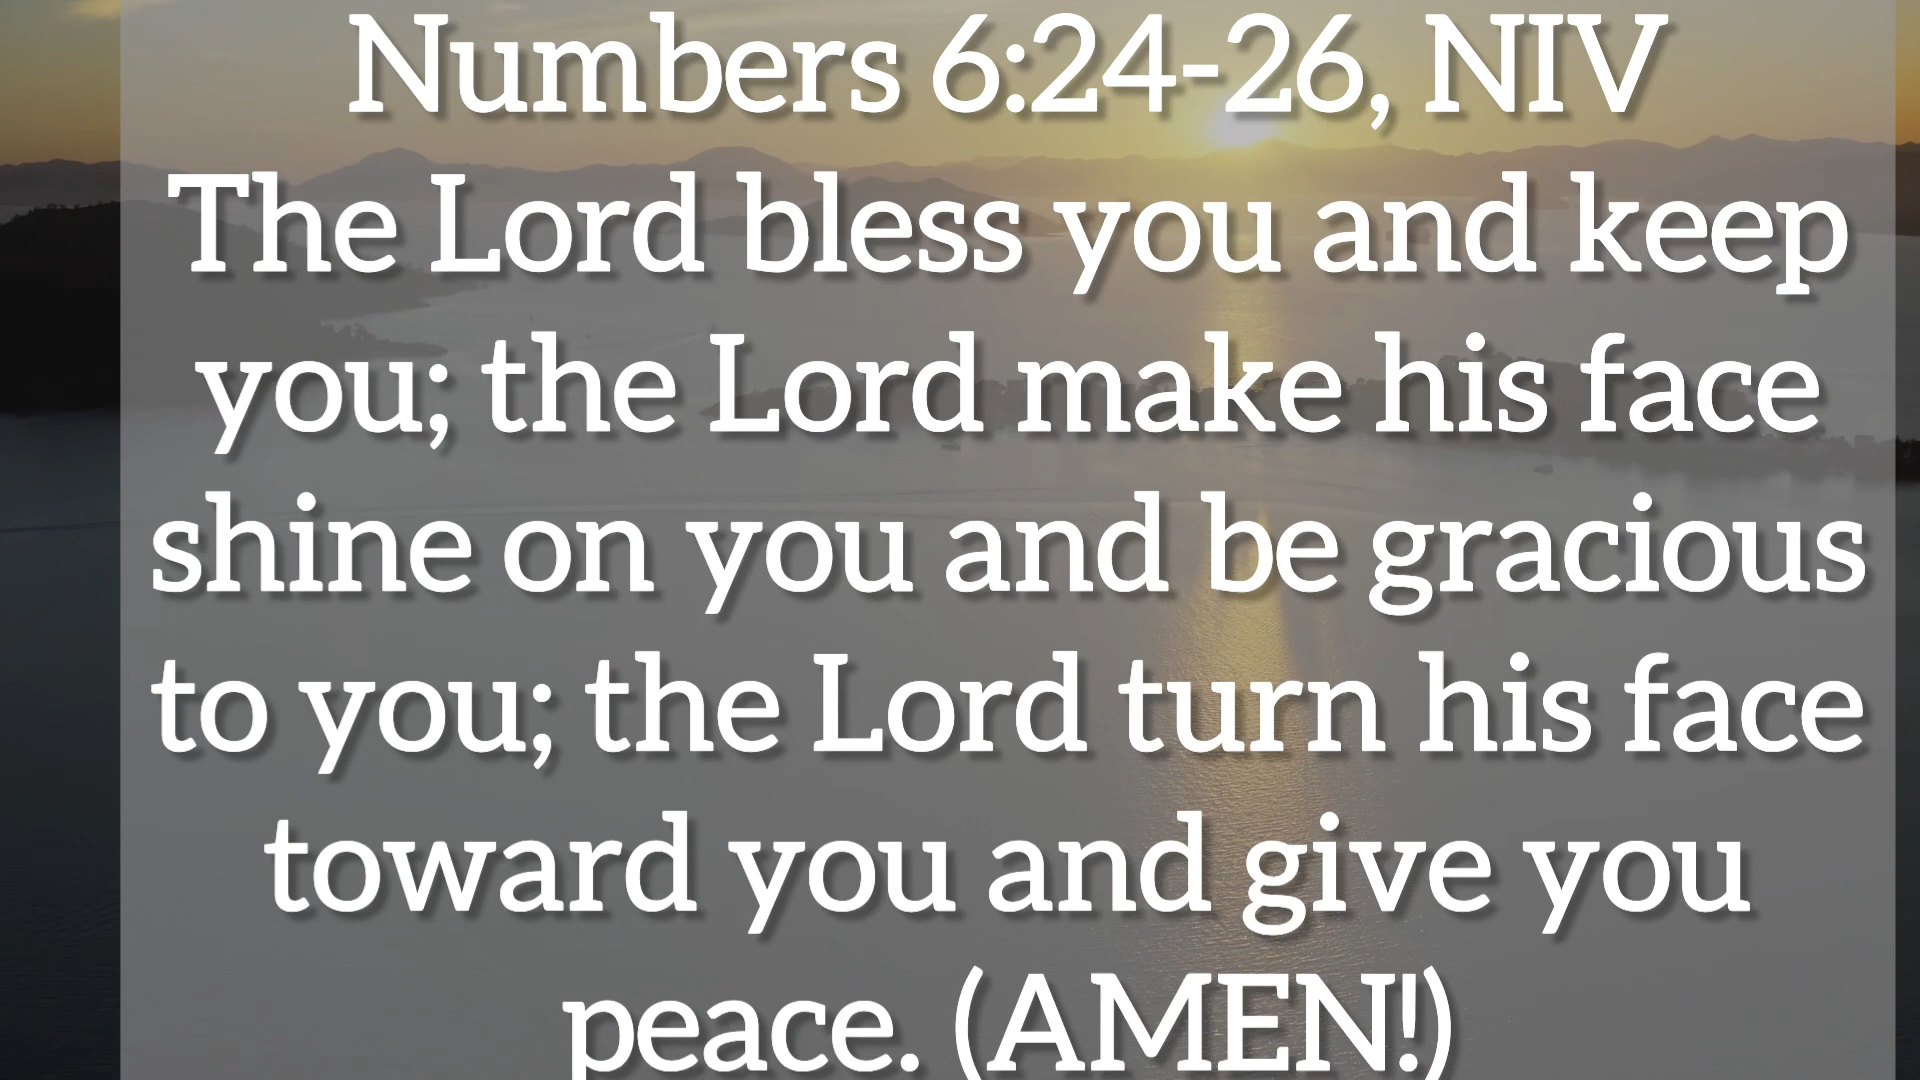 Numbers 6:24-26, NIV
The Lord bless you and keep
you; the Lord make his face
shine on you and be gracious
to you; the Lord turn his face
toward you and give you
peace. (AMEN!)